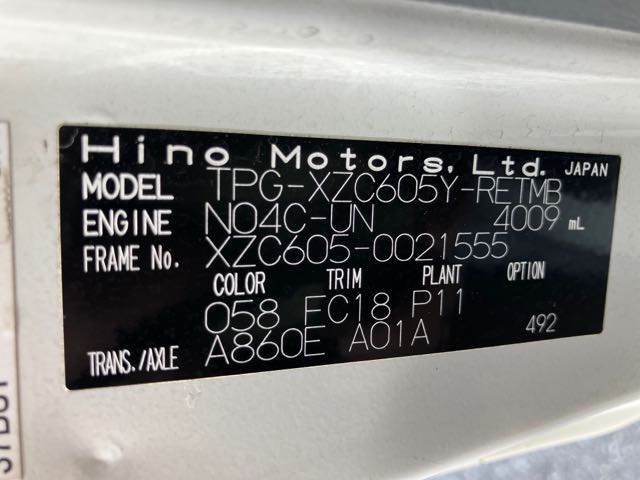 Hino Motors, Ltd. JAPAN
MODEL TPG-XZC605Y-RETMB
ENGINE N04C-UN 4009 mL
FRAME No. XZC605-0021555
COLOR TRIM PLANT OPTION
058 FC18 P11
TRANS./AXLE A860E A01A 492